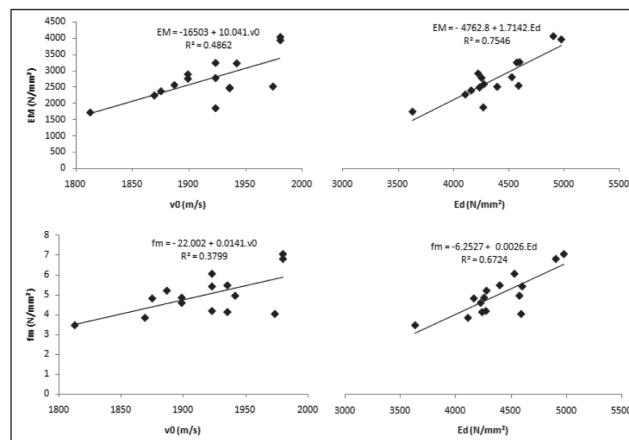 EM = -16503 + 10.041.v0
R² = 0.4862
EM (N/mm²)
4500
4000
3500
3000
2500
2000
1500
1000
500
0
1800
1850
1900
1950
2000
v0 (m/s)
EM = - 4762.8 + 1.7142.Ed
R² = 0.7546
3000
3500
4000
4500
5000
5500
Ed (N/mm²)
fm = - 22.002 + 0.0141.v0
R² = 0.3799
fm (N/mm²)
8
7
6
5
4
3
2
1
0
1800
1850
1900
1950
2000
v0 (m/s)
fm = -6.2527 + 0.0026.Ed
R² = 0.6724
3000
3500
4000
4500
5000
5500
Ed (N/mm²)